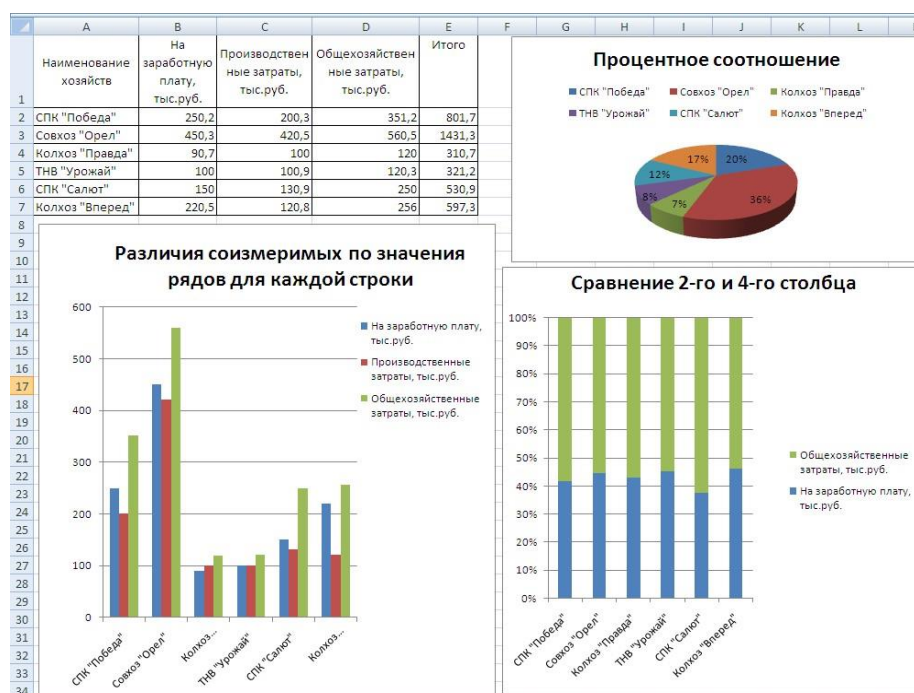 A B C D E F G H I J K L
Наименование хозяйств На заработную плату, тыс.руб. Производствен ные затраты, тыс.руб. Общехозяйствен ные затраты, тыс.руб. Итого
1
2 СПК "Победа" 250,2 200,3 351,2 801,7
3 Совхоз "Орел" 450,3 420,5 560,5 1431,3
4 Колхоз "Правда" 90,7 100 120 310,7
5 ТНВ "Урожай" 100 100,9 120,3 321,2
6 СПК "Салют" 150 130,9 250 530,9
7 Колхоз "Вперед" 220,5 120,8 256 597,3
8
9
10
11
12
13
14
15
16
17
18
19
20
21
22
23
24
25
26
27
28
29
30
31
32
33
34
Процентное соотношение
СПК "Победа" Совхоз "Орел" Колхоз "Правда"
ТНВ "Урожай" СПК "Салют" Колхоз "Вперед"
17% 20%
12%
8% 7% 36%
Различия соизмеримых по значения
рядов для каждой строки
600
500
400
300
200
100
0
СПК "Победа"
Совхоз "Орел"
Колхоз...
ТНВ "Урожай"
СПК "Салют"
Колхоз...
На заработную плату,
тыс.руб.
Производственные
затраты, тыс.руб.
Общехозяйственные
затраты, тыс.руб.
Сравнение 2-го и 4-го столбца
100%
90%
80%
70%
60%
50%
40%
30%
20%
10%
0%
СПК "Победа"
Совхоз "Орел"
Колхоз "Правда"
ТНВ "Урожай"
СПК "Салют"
Колхоз "Вперед"
Общехозяйственные
затраты, тыс.руб.
На заработную плату,
тыс.руб.